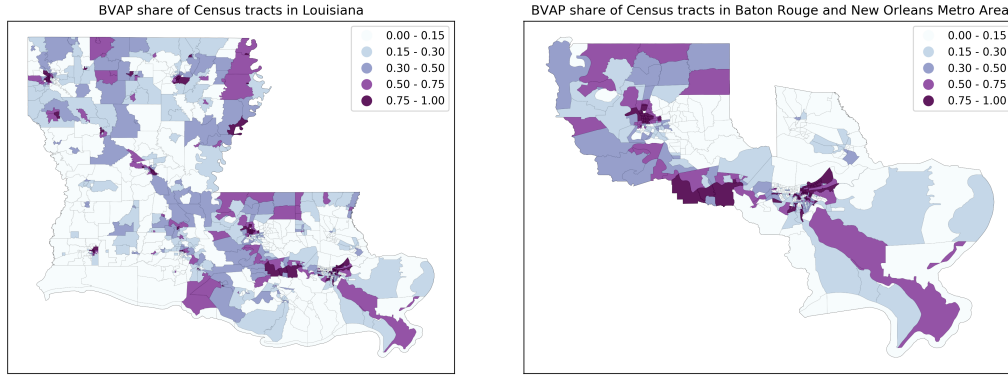 BVAP share of Census tracts in Louisiana
0.00 - 0.15
0.15 - 0.30
0.30 - 0.50
0.50 - 0.75
0.75 - 1.00
BVAP share of Census tracts in Baton Rouge and New Orleans Metro Area
0.00 - 0.15
0.15 - 0.30
0.30 - 0.50
0.50 - 0.75
0.75 - 1.00